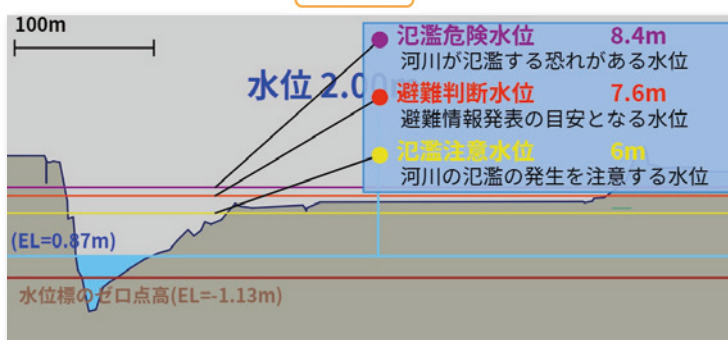 100m
氾濫危険水位 8.4m
河川が氾濫する恐れがある水位
水位 2.0
避難判断水位 7.6m
避難情報発表の目安となる水位
氾濫注意水位 6m
河川の氾濫の発生を注意する水位
(EL=0.87m)
水位標のゼロ点高(EL=-1.13m)